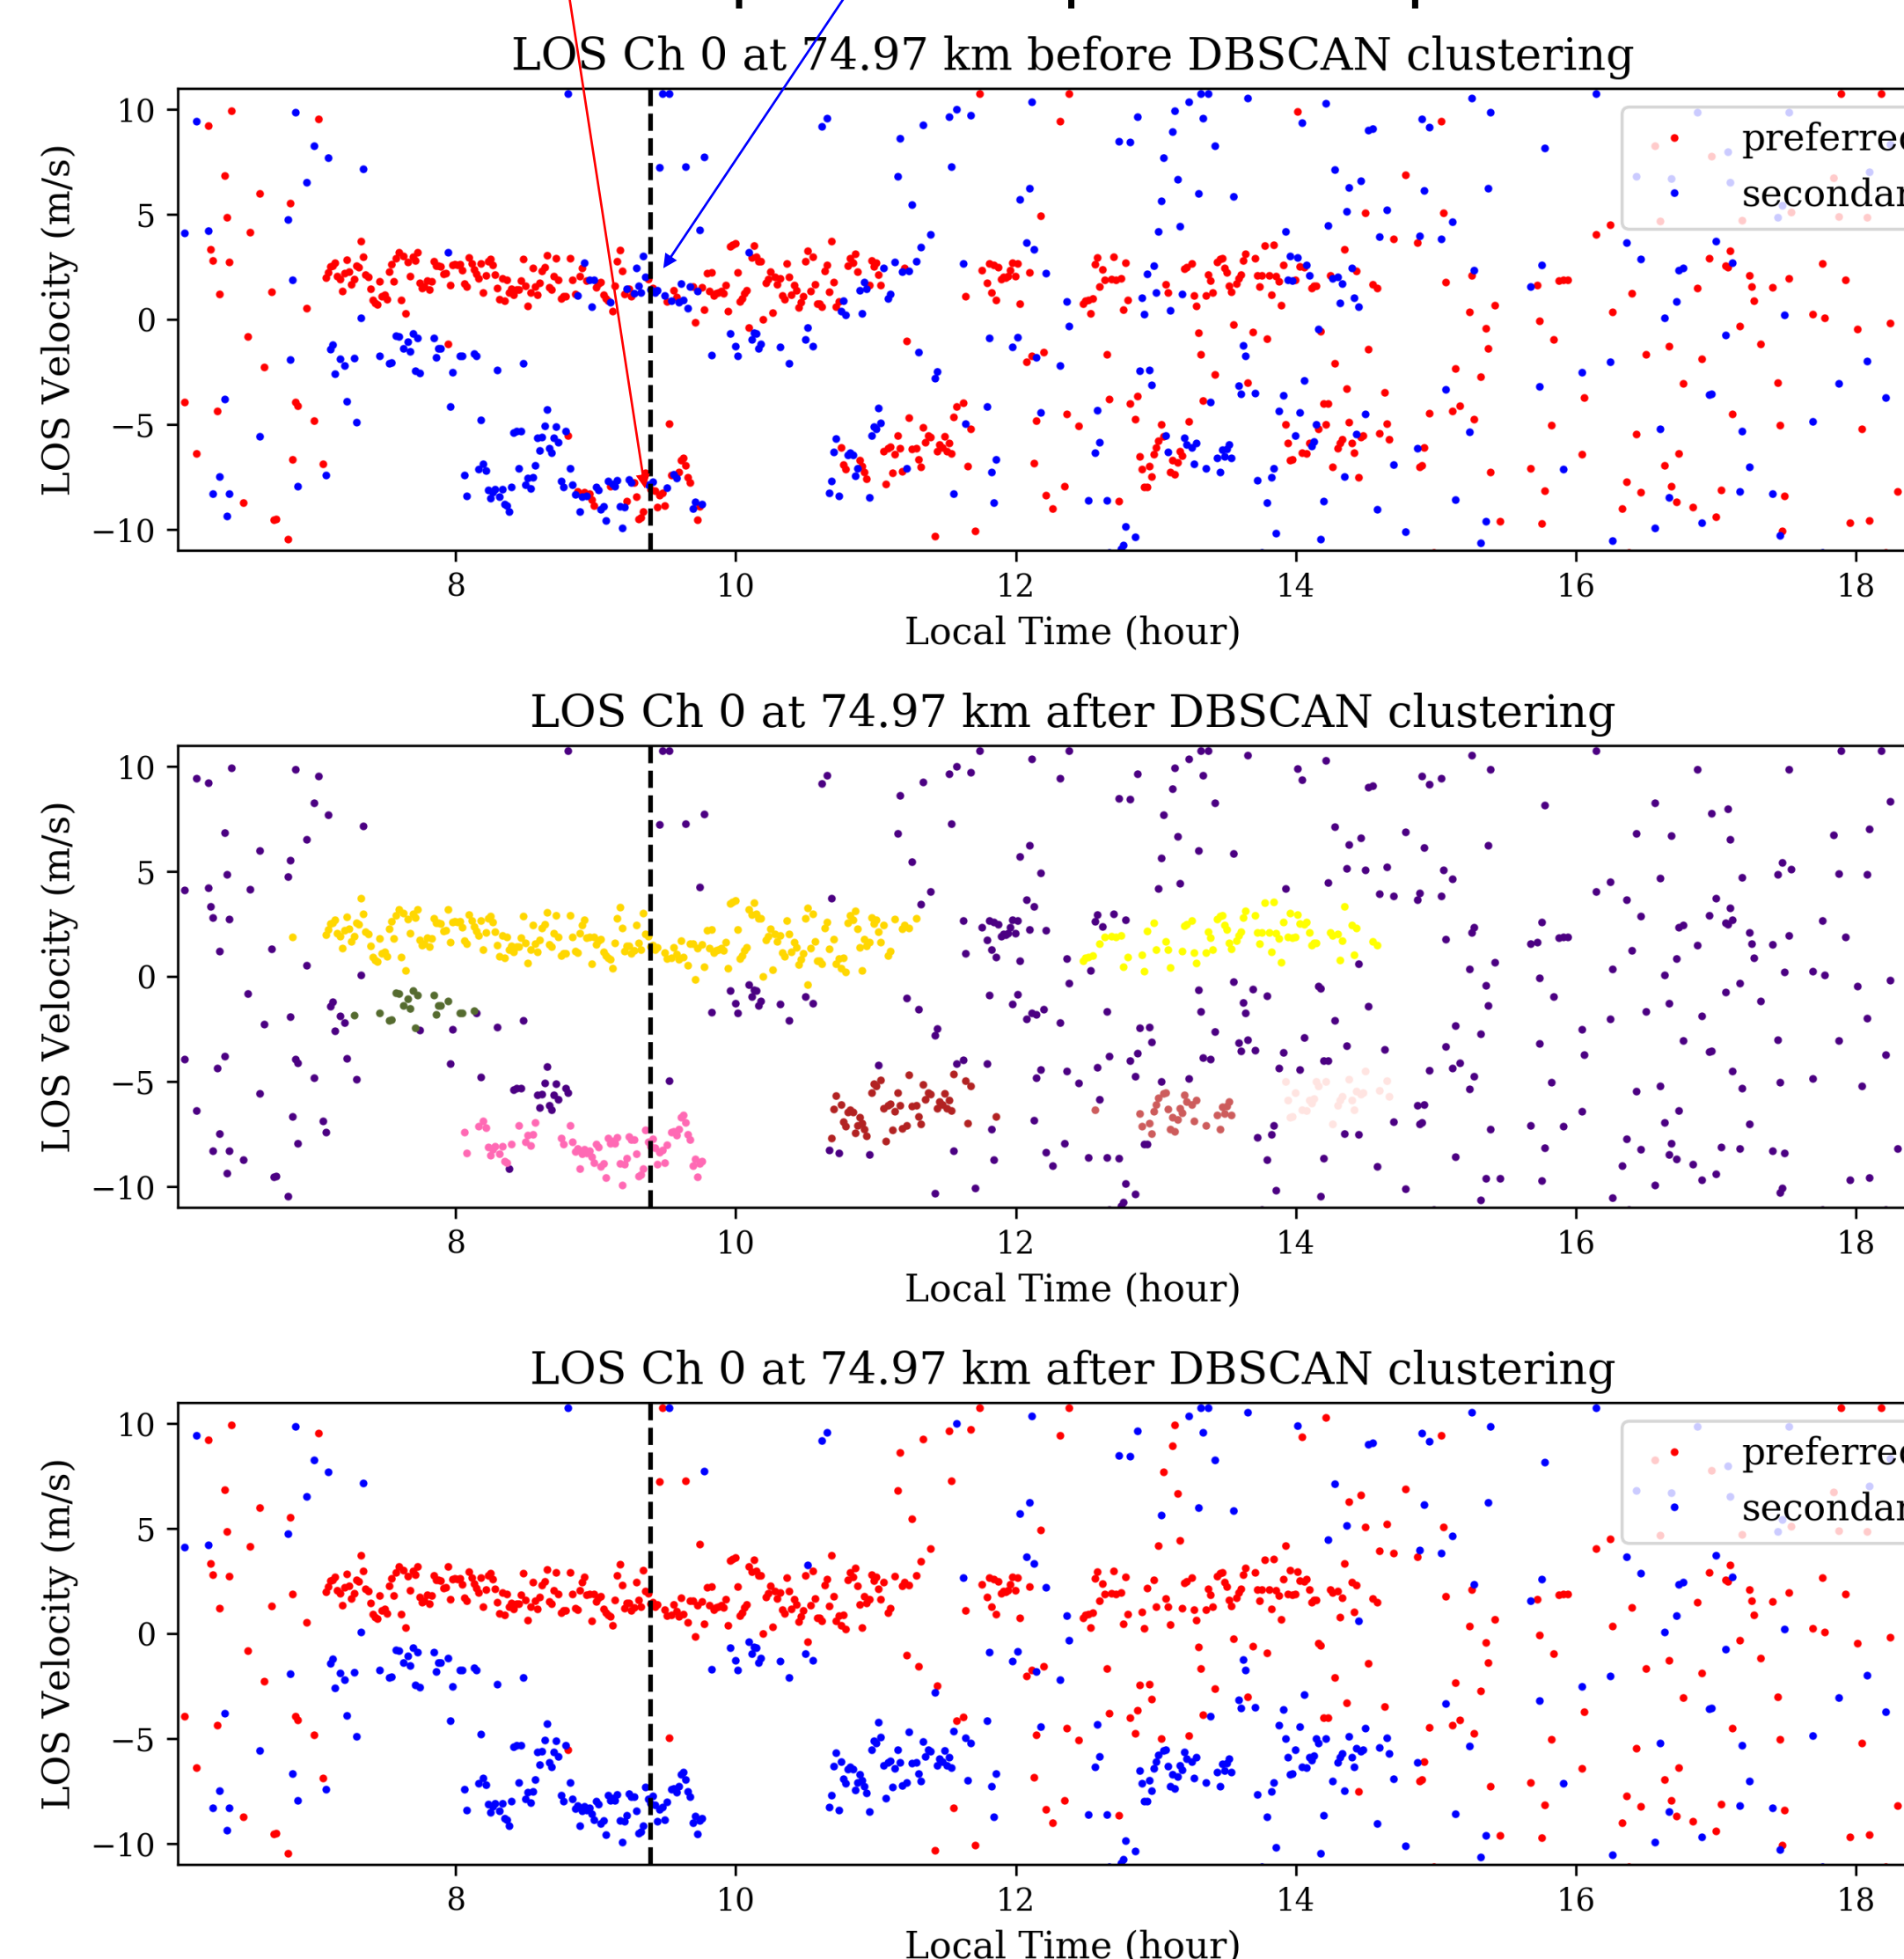 LOS Ch 0 at 74.97 km before DBSCAN clustering
LOS Velocity (m/s)
10
5
0
−5
−10
preferred
secondar
8
10
12
14
16
18
Local Time (hour)
LOS Ch 0 at 74.97 km after DBSCAN clustering
LOS Velocity (m/s)
10
5
0
−5
−10
8
10
12
14
16
18
Local Time (hour)
LOS Ch 0 at 74.97 km after DBSCAN clustering
LOS Velocity (m/s)
10
5
0
−5
−10
preferred
secondar
8
10
12
14
16
18
Local Time (hour)